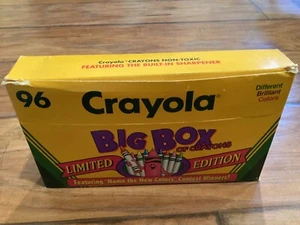 Crayola CRAYONS NON-TOXIC
FEATURING THE BUILT-IN SHARPENER
96 Crayola
Different
Brilliant
Colors
BIG BOX
OF CRAYONS
LIMITED EDITION
Featuring "Name the New Colors" Contest Winners!